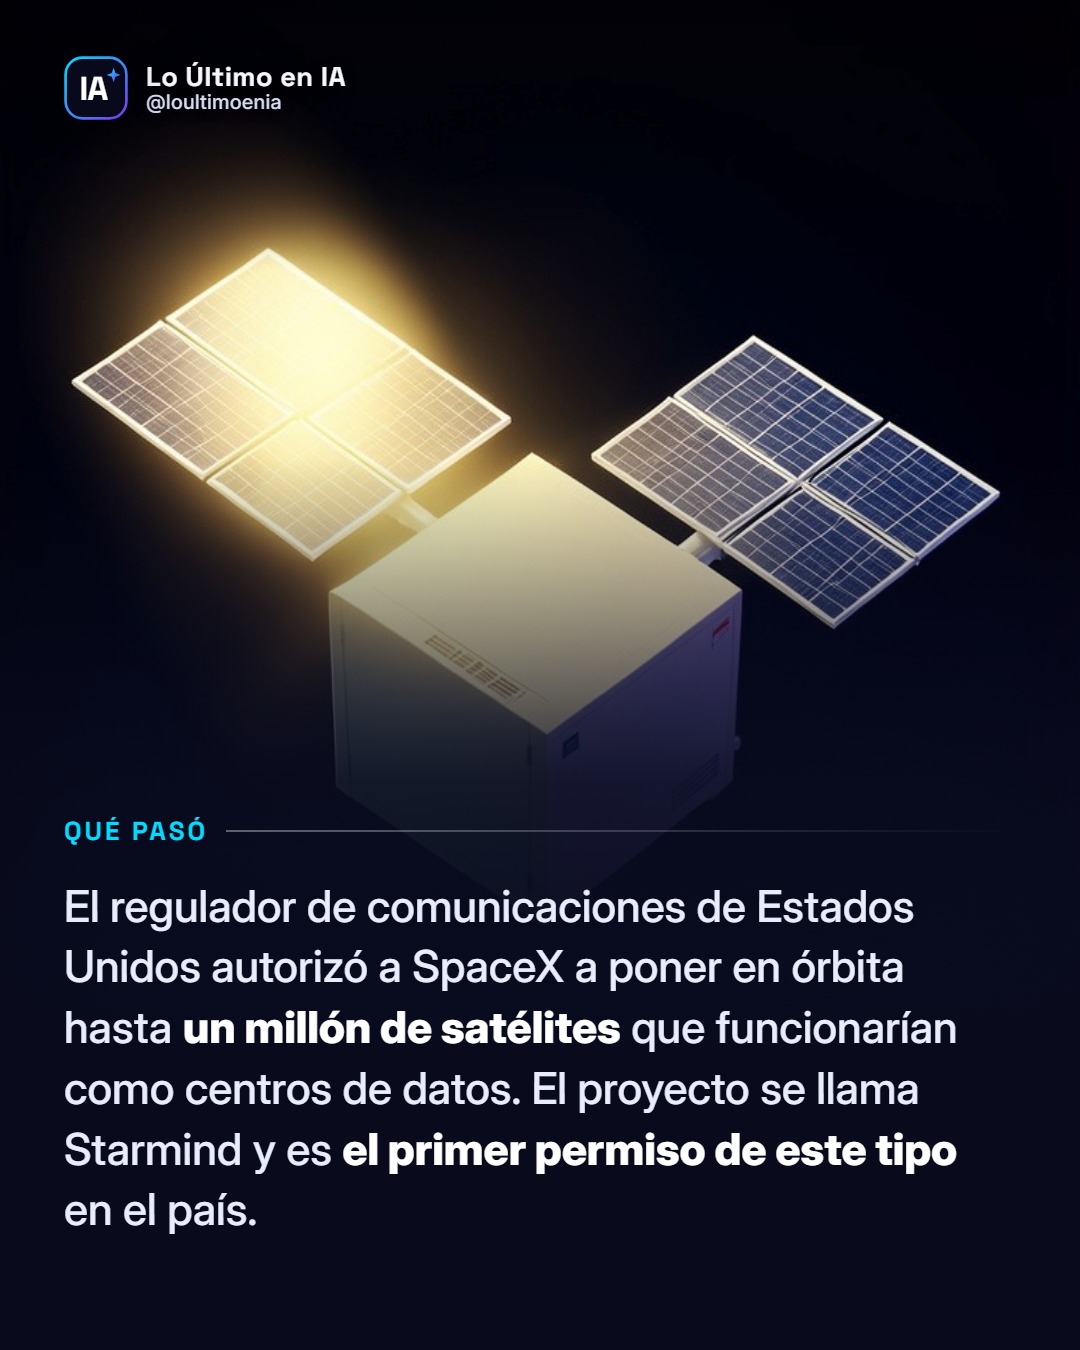 IA
Lo Último en IA
@loultimoenia
QUÉ PASÓ
El regulador de comunicaciones de Estados
Unidos autorizó a SpaceX a poner en órbita
hasta un millón de satélites que funcionarían
como centros de datos. El proyecto se llama
Starmind y es el primer permiso de este tipo
en el país.